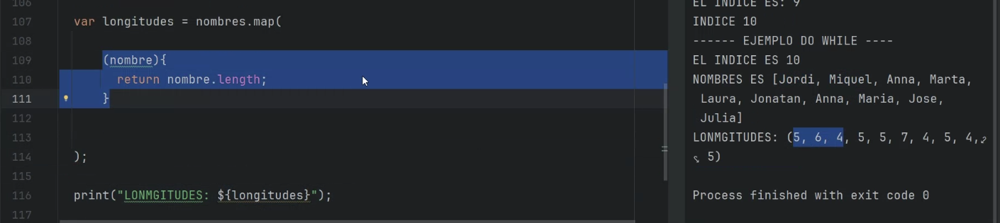 106
107 var longitudes = nombres.map(
108
109 (nombre){
110 return nombre.length;
111 }
112
113
114 );
115
116 print("LONMGITUDES: ${longitudes}");
117
EL INDICE ES: 9
INDICE 10
------ EJEMPLO DO WHILE ----
EL INDICE ES 10
NOMBRES ES [Jordi, Miquel, Anna, Marta,
Laura, Jonatan, Anna, Maria, Jose,
Julia]
LONMGITUDES: (5, 6, 4, 5, 5, 7, 4, 5, 4,
5)
Process finished with exit code 0